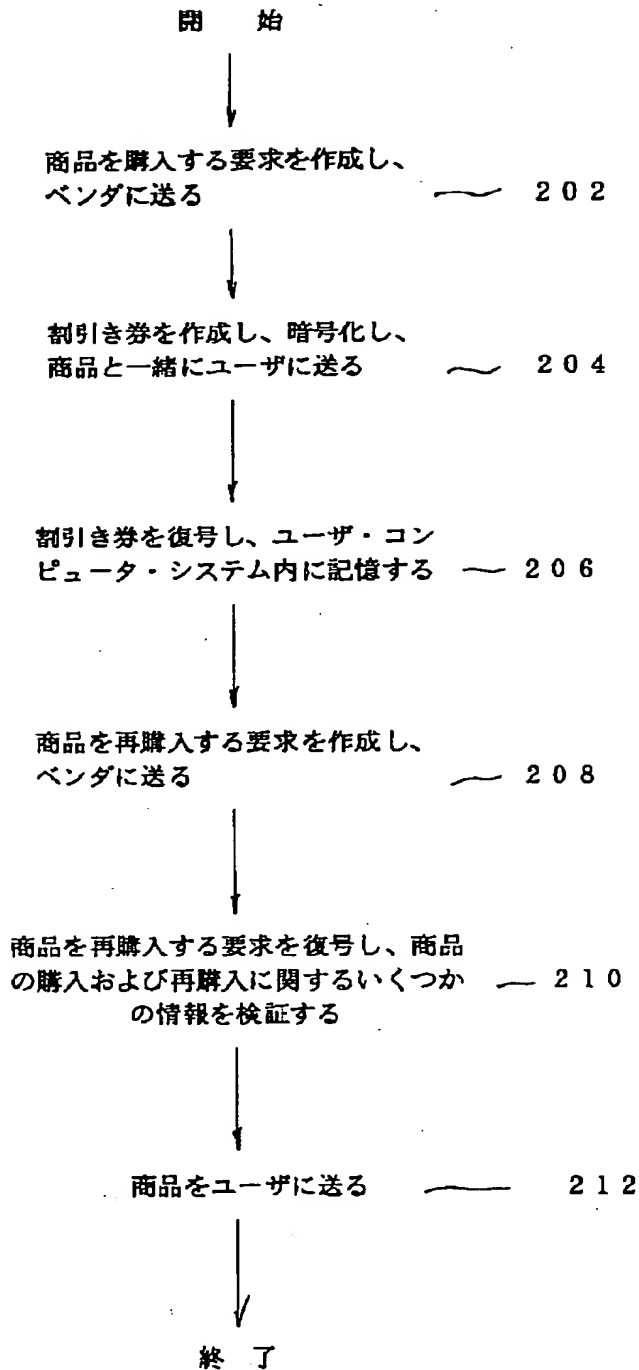 開 始
商品を購入する要求を作成し、
ベンダに送る 202
割引き券を作成し、暗号化し、
商品と一緒にユーザに送る 204
割引き券を復号し、ユーザ・コン
ピュータ・システム内に記憶する 206
商品を再購入する要求を作成し、
ベンダに送る 208
商品を再購入する要求を復号し、商品
の購入および再購入に関するいくつか 210
の情報を検証する
商品をユーザに送る 212
終 了